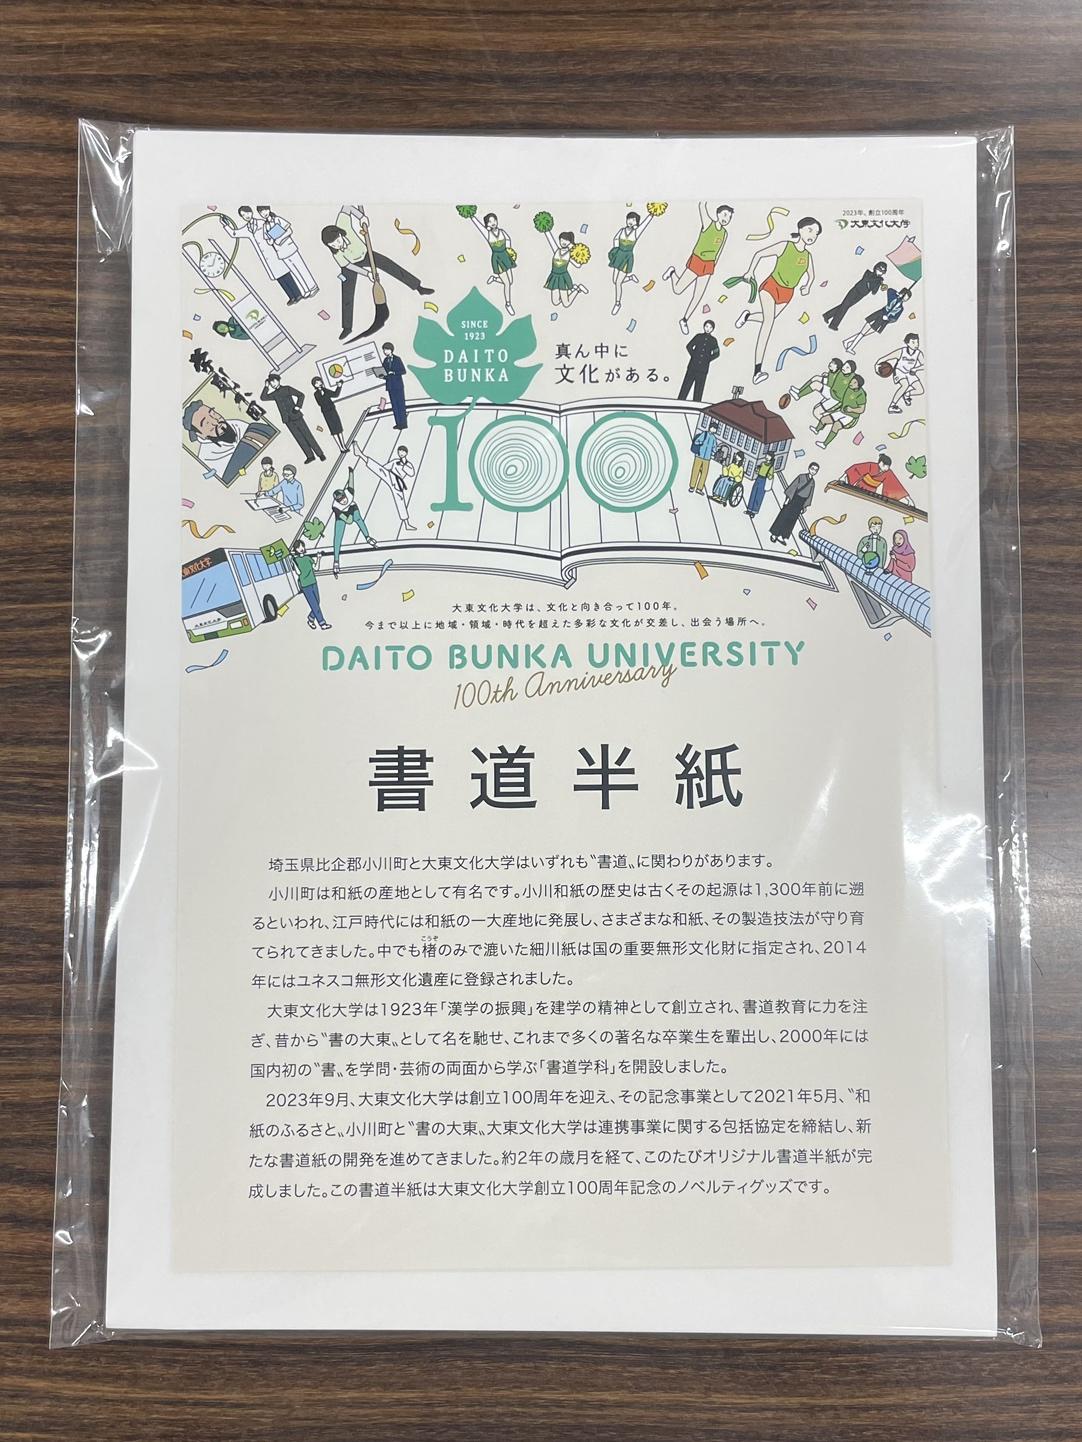 2023年、創立100周年
大東文化大学
SINCE
1923
DAITO
BUNKA
真ん中に
文化がある。
100
大東文化大学
大東文化大学は、文化と向き合って100年。
今まで以上に地域・領域・時代を超えた多彩な文化が交差し、出会う場所へ。
DAITO BUNKA UNIVERSITY
100th Anniversary
書道半紙
埼玉県比企郡小川町と大東文化大学はいずれも〝書道〟に関わりがあります。
小川町は和紙の産地として有名です。小川和紙の歴史は古くその起源は1,300年前に遡
るといわれ、江戸時代には和紙の一大産地に発展し、さまざまな和紙、その製造技法が守り育
こうぞ
てられてきました。中でも楮のみで漉いた細川紙は国の重要無形文化財に指定され、2014
年にはユネスコ無形文化遺産に登録されました。
大東文化大学は1923年「漢学の振興」を建学の精神として創立され、書道教育に力を注
ぎ、昔から〝書の大東〟として名を馳せ、これまで多くの著名な卒業生を輩出し、2000年には
国内初の〝書〟を学問・芸術の両面から学ぶ「書道学科」を開設しました。
2023年9月、大東文化大学は創立100周年を迎え、その記念事業として2021年5月、〝和
紙のふるさと〟小川町と〝書の大東〟大東文化大学は連携事業に関する包括協定を締結し、新
たな書道紙の開発を進めてきました。約2年の歳月を経て、このたびオリジナル書道半紙が完
成しました。この書道半紙は大東文化大学創立100周年記念のノベルティグッズです。